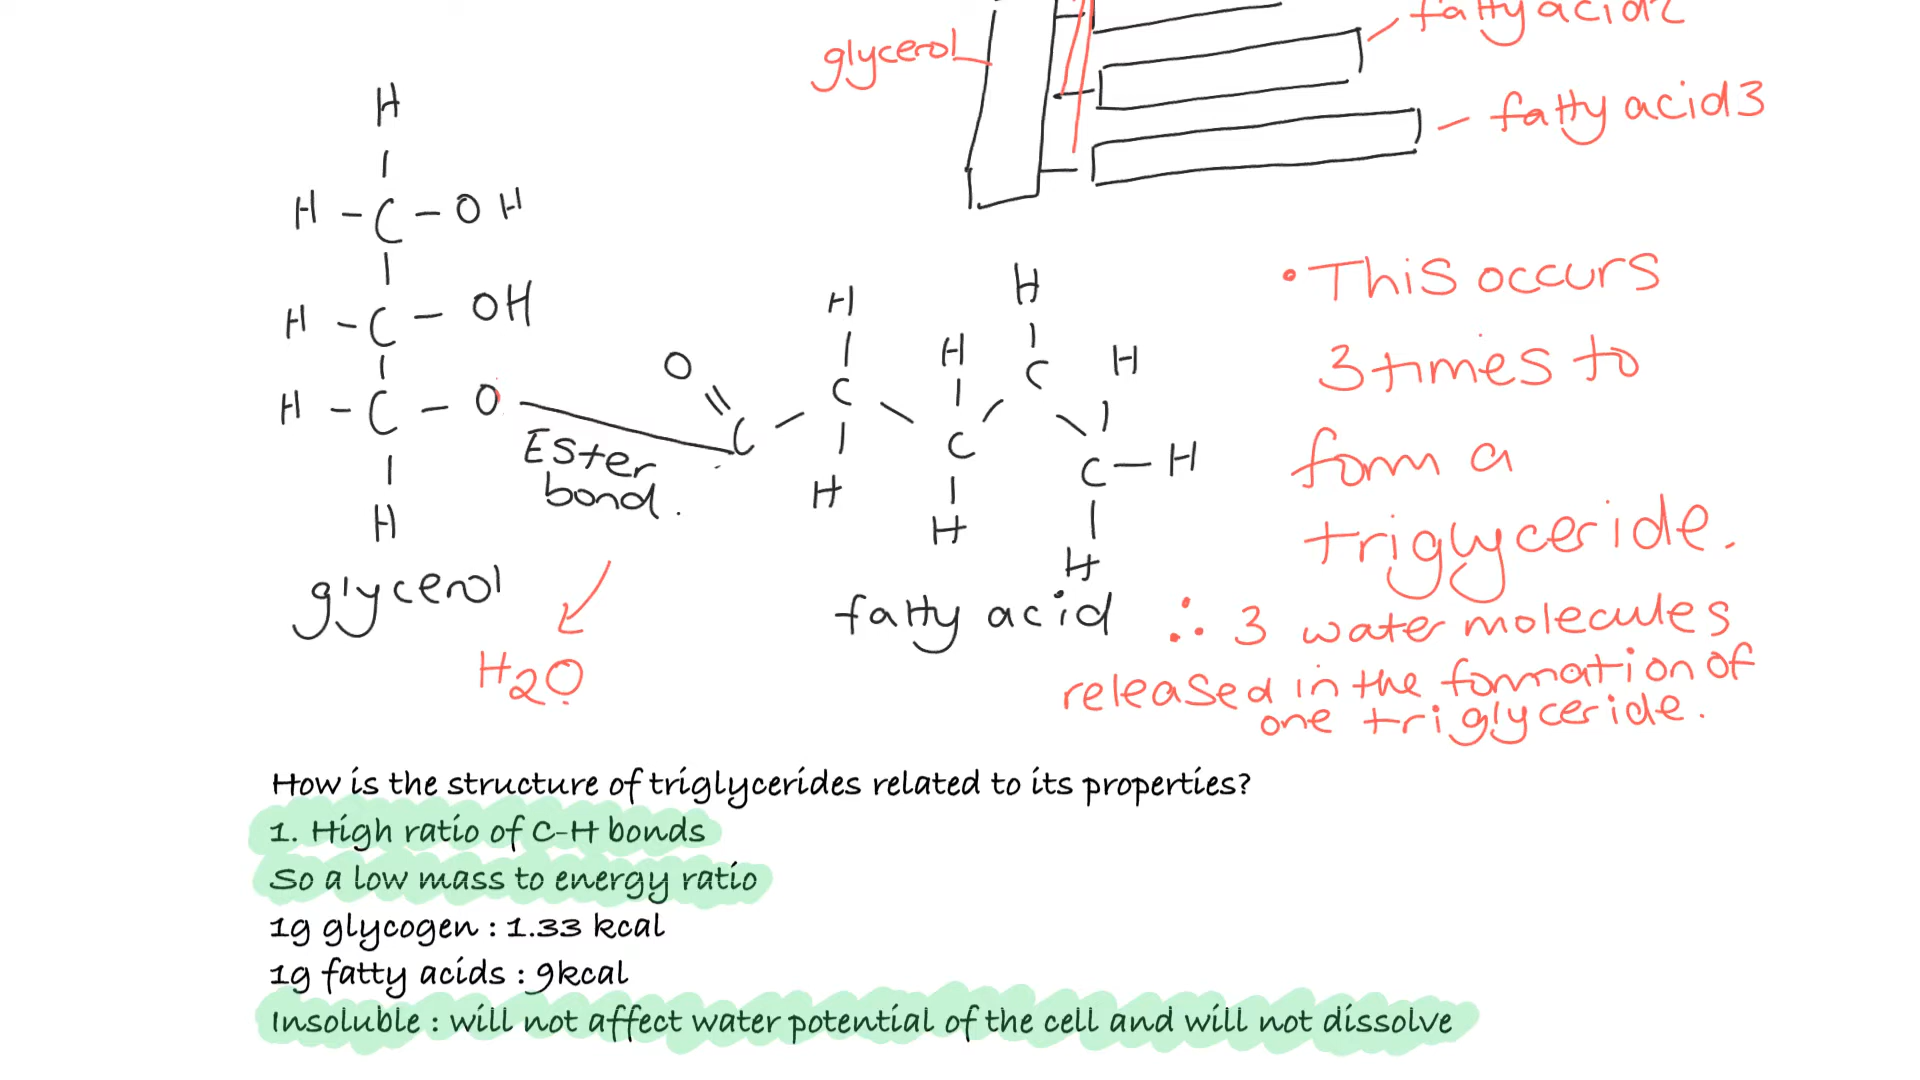 fatty acid 2
glycerol
fatty acid 3
H
H - C - OH
H - C - OH
H - C - O
H
Ester
bond.
glycerol
H2O
O
C
H
C
H
H
C
H
H
C
H
C - H
H
fatty acid
• This occurs
3 times to
form a
triglyceride.
∴ 3 water molecules
released in the formation of
one triglyceride.
How is the structure of triglycerides related to its properties?
1. High ratio of C-H bonds
So a low mass to energy ratio
1g glycogen : 1.33 kcal
1g fatty acids : 9kcal
Insoluble : will not affect water potential of the cell and will not dissolve